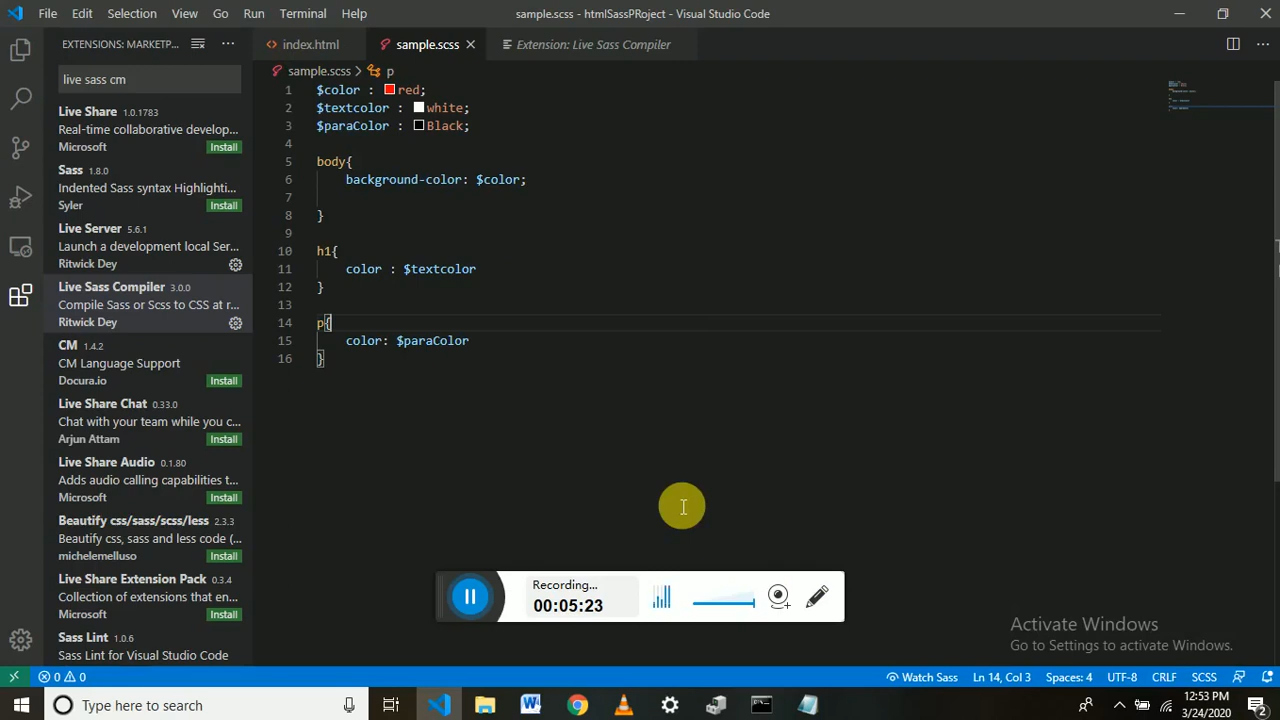 File Edit Selection View Go Run Terminal Help
sample.scss - htmlSassPRoject - Visual Studio Code
EXTENSIONS: MARKETP...
index.html
sample.scss
Extension: Live Sass Compiler
live sass cm
sample.scss > p
Live Share 1.0.1783
Real-time collaborative develop...
Microsoft Install
Sass 1.8.0
Indented Sass syntax Highlighti...
Syler Install
Live Server 5.6.1
Launch a development local Ser...
Ritwick Dey
Live Sass Compiler 3.0.0
Compile Sass or Scss to CSS at r...
Ritwick Dey
CM 1.4.2
CM Language Support
Docura.io Install
Live Share Chat 0.33.0
Chat with your team while you c...
Arjun Attam Install
Live Share Audio 0.1.80
Adds audio calling capabilities t...
Microsoft Install
Beautify css/sass/scss/less 2.3.3
Beautify css, sass and less code (...
michelemelluso Install
Live Share Extension Pack 0.3.4
Collection of extensions that en...
Microsoft Install
Sass Lint 1.0.6
Sass Lint for Visual Studio Code
1 $color : red;
2 $textcolor : white;
3 $paraColor : Black;
4
5 body{
6 background-color: $color;
7
8 }
9
10 h1{
11 color : $textcolor
12 }
13
14 p{
15 color: $paraColor
16 }
Recording...
00:05:23
Activate Windows
Go to Settings to activate Windows.
0 0
Watch Sass
Ln 14, Col 3
Spaces: 4
UTF-8
CRLF
SCSS
Type here to search
12:53 PM
3/24/2020
2